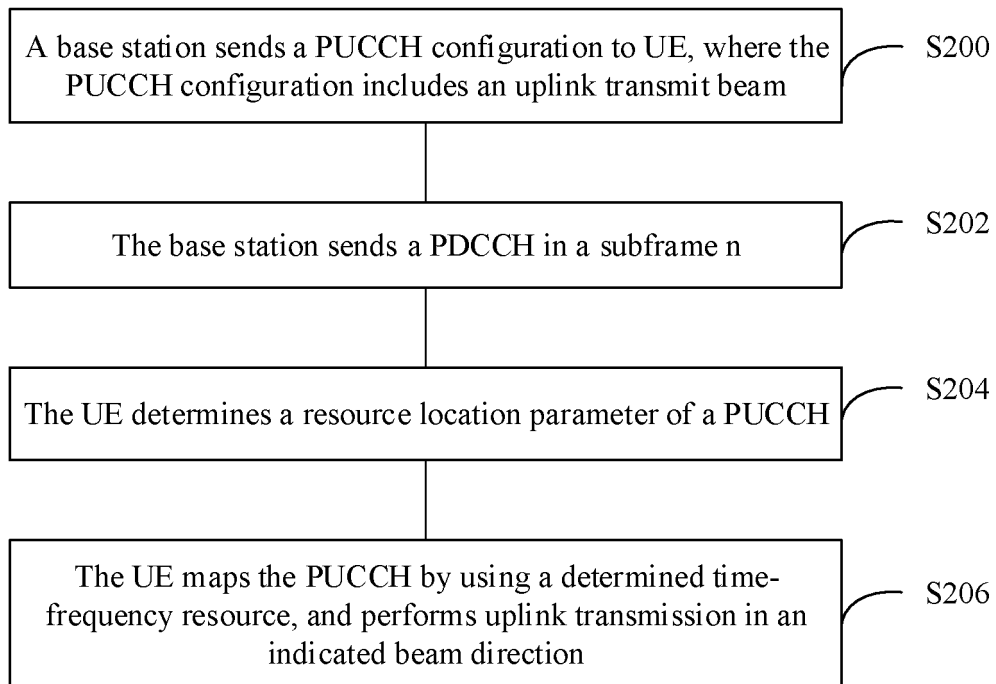 A base station sends a PUCCH configuration to UE, where the
PUCCH configuration includes an uplink transmit beam
S200
The base station sends a PDCCH in a subframe n
S202
The UE determines a resource location parameter of a PUCCH
S204
The UE maps the PUCCH by using a determined time-
frequency resource, and performs uplink transmission in an
indicated beam direction
S206